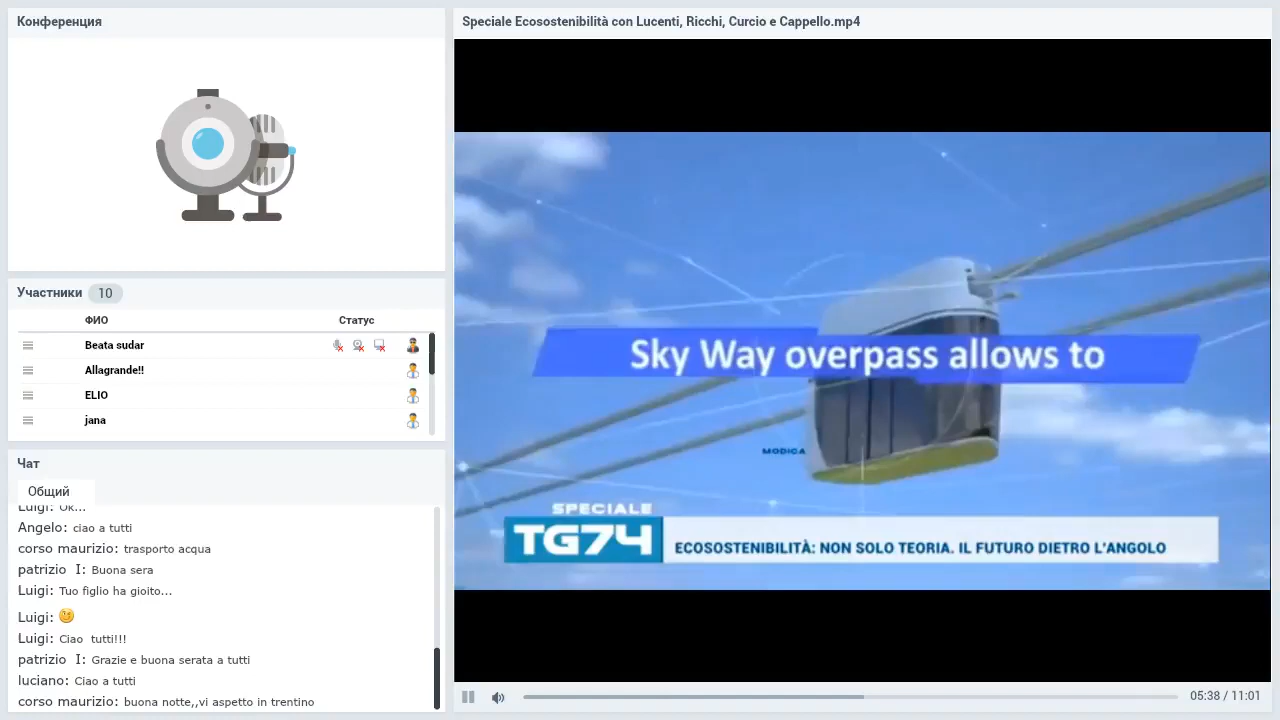 Конференция
Участники 10
ФИО Статус
Beata sudar
Allagrande!!
ELIO
jana
Чат
Общий
Luigi: Ok...
Angelo: ciao a tutti
corso maurizio: trasporto acqua
patrizio I: Buona sera
Luigi: Tuo figlio ha gioito...
Luigi:
Luigi: Ciao tutti!!!
patrizio I: Grazie e buona serata a tutti
luciano: Ciao a tutti
corso maurizio: buona notte,,vi aspetto in trentino
Speciale Ecosostenibilità con Lucenti, Ricchi, Curcio e Cappello.mp4
Sky Way overpass allows to
MODICA
SPECIALE
TG74
ECOSOSTENIBILITÀ: NON SOLO TEORIA. IL FUTURO DIETRO L'ANGOLO
05:38 / 11:01